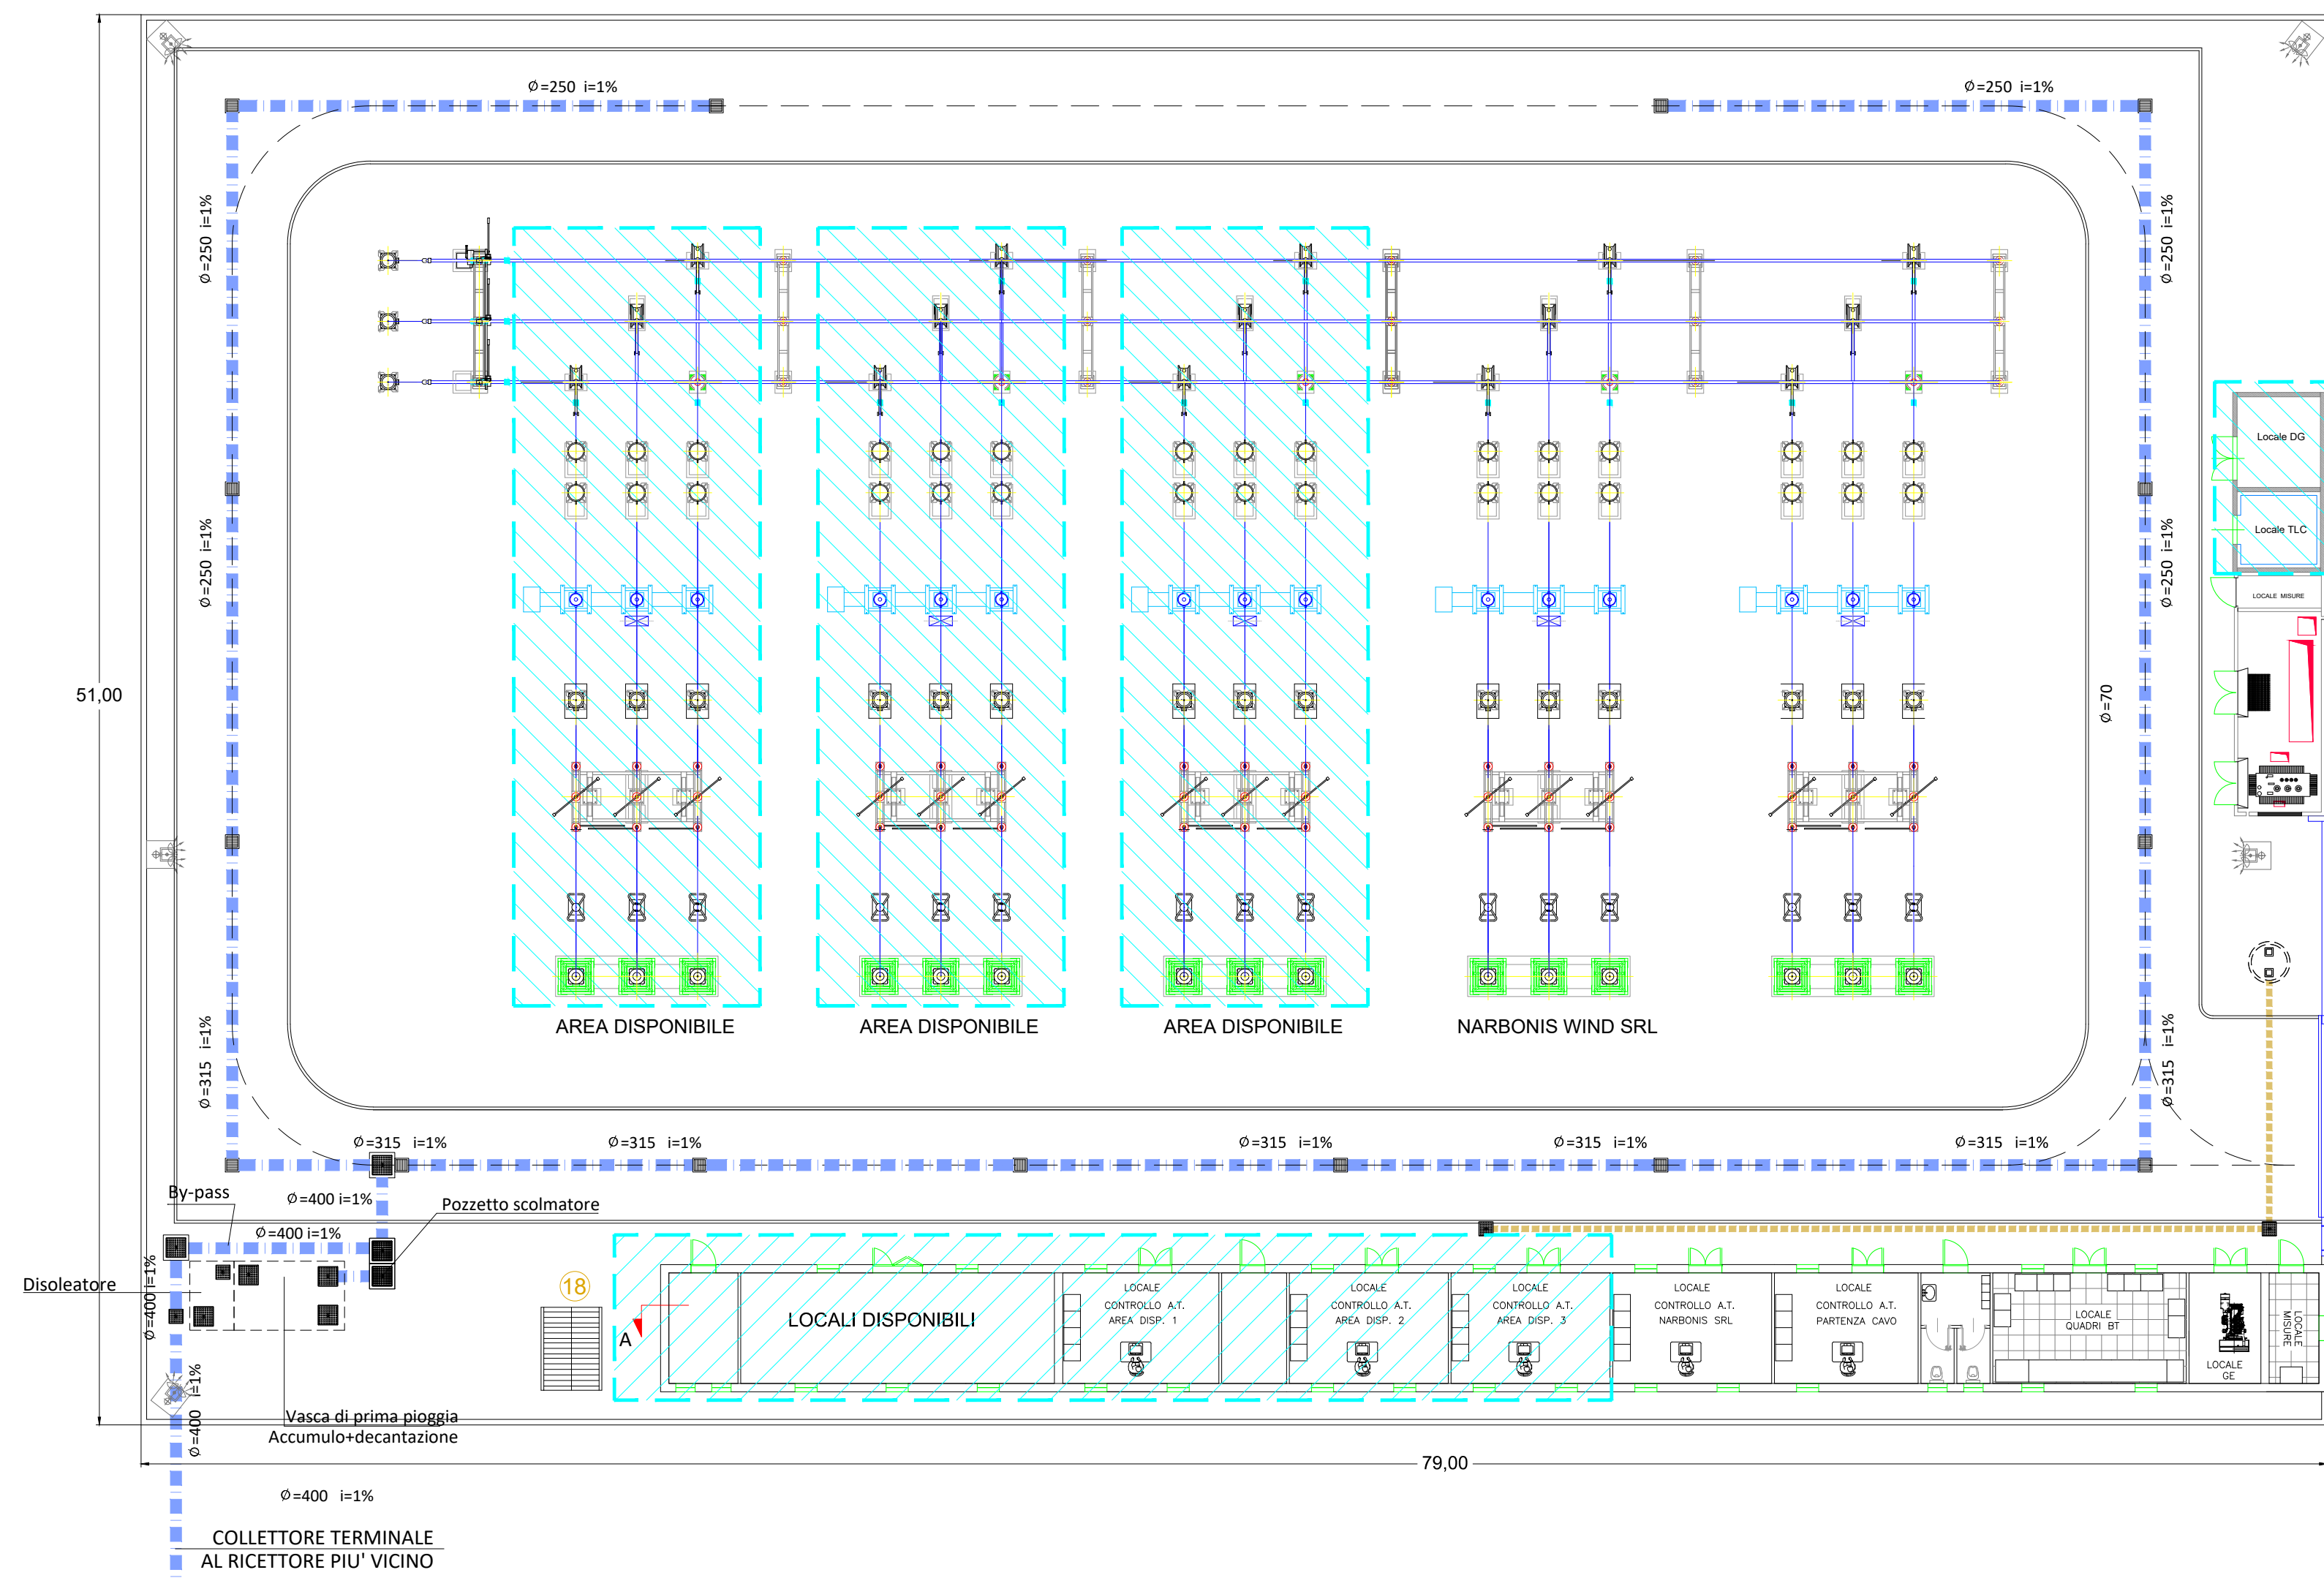 Ø=250 i=1%
Ø=250 i=1%
Ø=250 i=1%
Ø=250 i=1%
Locale DG
Ø=250 i=1%
Ø=250 i=1%
Locale TLC
LOCALE MISURE
51,00
Ø=70
AREA DISPONIBILE
AREA DISPONIBILE
AREA DISPONIBILE
NARBONIS WIND SRL
Ø=315 i=1%
Ø=315 i=1%
Ø=315 i=1%
Ø=315 i=1%
Ø=315 i=1%
Ø=315 i=1%
Ø=315 i=1%
By-pass
Ø=400 i=1%
Pozzetto scolmatore
Ø=400 i=1%
Disoleatore
Ø=400 i=1%
18
A
LOCALI DISPONIBILI
LOCALE
CONTROLLO A.T.
AREA DISP. 1
LOCALE
CONTROLLO A.T.
AREA DISP. 2
LOCALE
CONTROLLO A.T.
AREA DISP. 3
LOCALE
CONTROLLO A.T.
NARBONIS SRL
LOCALE
CONTROLLO A.T.
PARTENZA CAVO
LOCALE
QUADRI BT
LOCALE
GE
LOCALE
MISURE
Ø=400 i=1%
Vasca di prima pioggia
Accumulo+decantazione
79,00
Ø=400 i=1%
COLLETTORE TERMINALE
AL RICETTORE PIU' VICINO